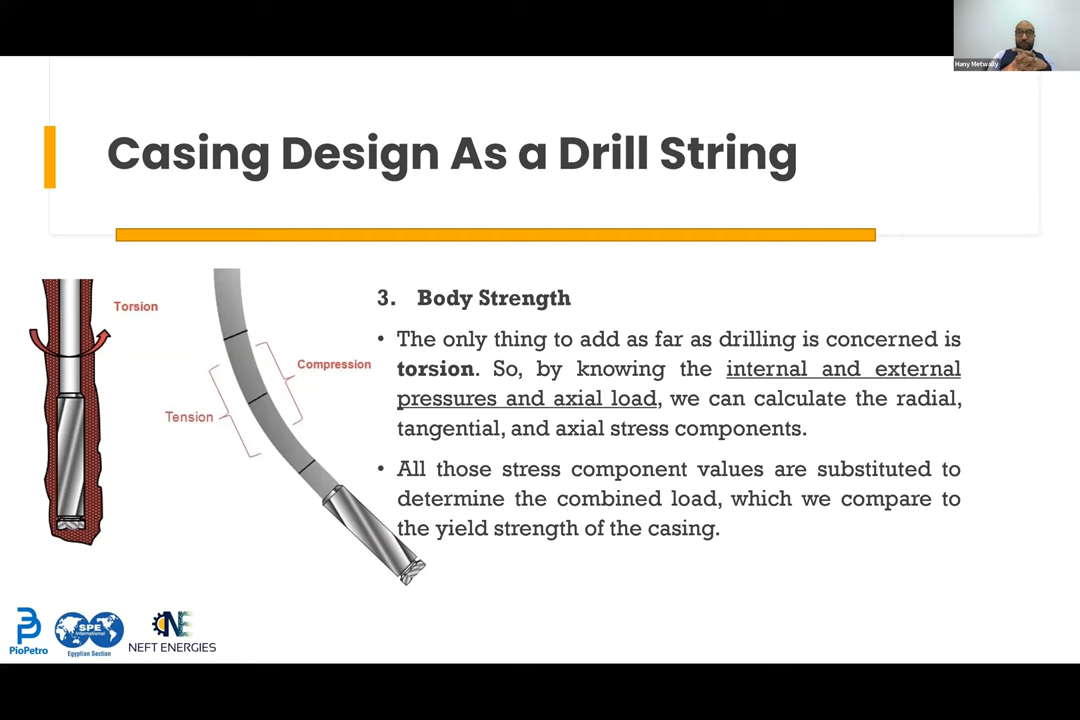 Hany Metwally
Casing Design As a Drill String
Torsion
Compression
Tension
3. Body Strength
• The only thing to add as far as drilling is concerned is
torsion. So, by knowing the internal and external
pressures and axial load, we can calculate the radial,
tangential, and axial stress components.
• All those stress component values are substituted to
determine the combined load, which we compare to
the yield strength of the casing.
PioPetro
SPE
International
Egyptian Section
NE
NEFT ENERGIES